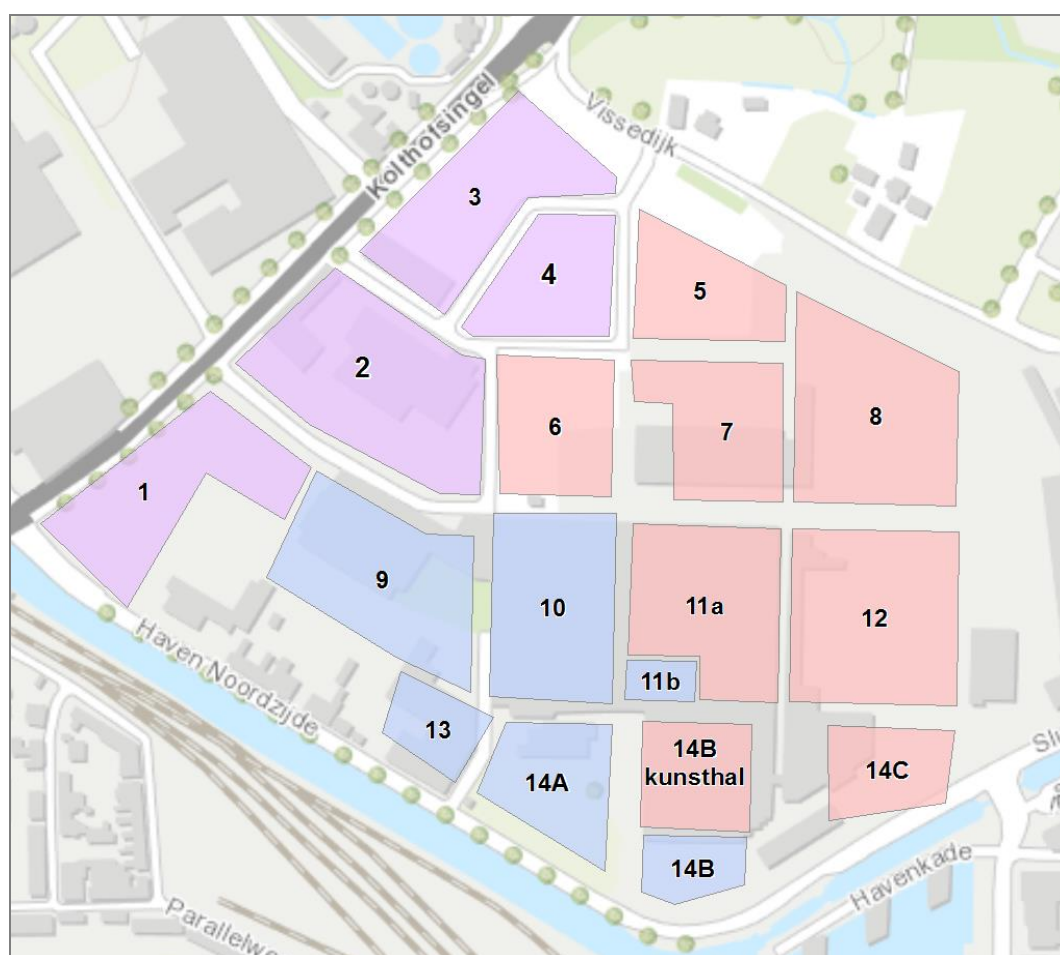 Kolthofsingel
Vissedijk
3
4
5
2
6
7
8
1
9
10
11a
12
11b
Haven Noordzijde
13
14A
14B
kunsthal
14C
14B
Havenkade